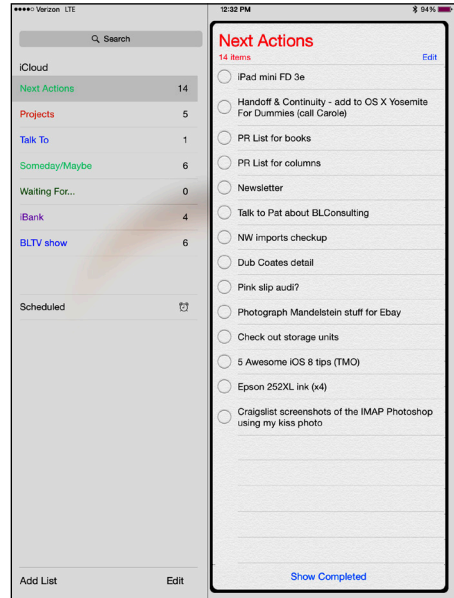 Verizon LTE
12:32 PM
94%
Search
iCloud
Next Actions 14
Projects 5
Talk To 1
Someday/Maybe 6
Waiting For... 0
iBank 4
BLTV show 6
Scheduled
Add List Edit
Next Actions
14 items Edit
iPad mini FD 3e
Handoff & Continuity - add to OS X Yosemite
For Dummies (call Carole)
PR List for books
PR List for columns
Newsletter
Talk to Pat about BLConsulting
NW imports checkup
Dub Coates detail
Pink slip audi?
Photograph Mandelstein stuff for Ebay
Check out storage units
5 Awesome iOS 8 tips (TMO)
Epson 252XL ink (x4)
Craigslist screenshots of the IMAP Photoshop
using my kiss photo
Show Completed